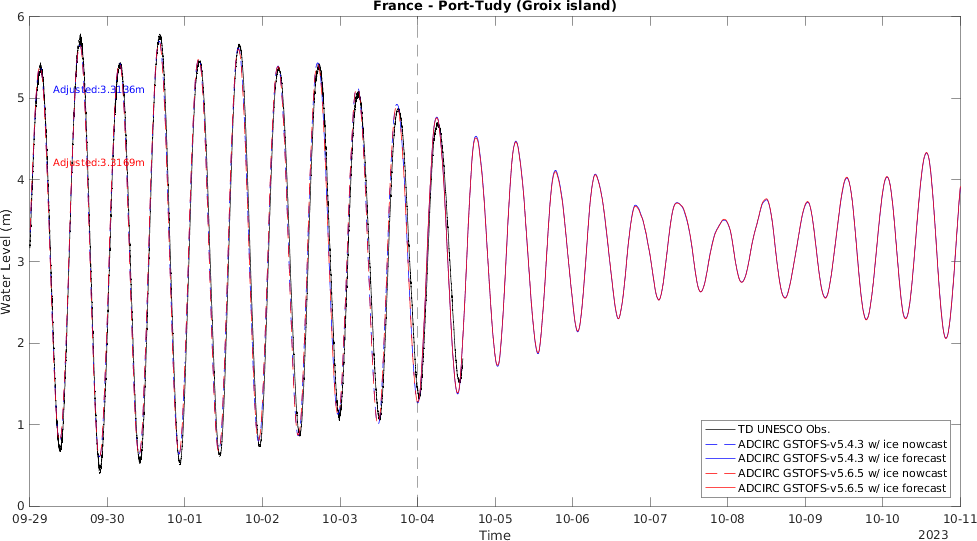 France - Port-Tudy (Groix island)
6
5
4
3
2
1
0
Water Level (m)
Adjusted:3.3136m
Adjusted:3.3169m
TD UNESCO Obs.
ADCIRC GSTOFS-v5.4.3 w/ ice nowcast
ADCIRC GSTOFS-v5.4.3 w/ ice forecast
ADCIRC GSTOFS-v5.6.5 w/ ice nowcast
ADCIRC GSTOFS-v5.6.5 w/ ice forecast
09-29 09-30 10-01 10-02 10-03 10-04 10-05 10-06 10-07 10-08 10-09 10-10 10-11
Time
2023